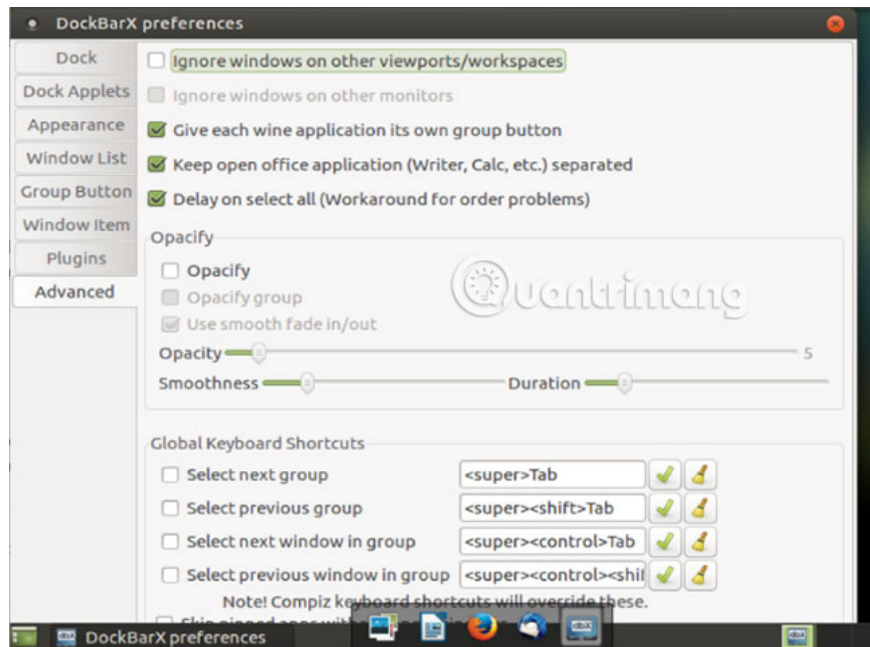 DockBarX preferences
Dock
Dock Applets
Appearance
Window List
Group Button
Window Item
Plugins
Advanced
Ignore windows on other viewports/workspaces
Ignore windows on other monitors
Give each wine application its own group button
Keep open office application (Writer, Calc, etc.) separated
Delay on select all (Workaround for order problems)
Opacify
Opacify
Opacify group
Use smooth fade in/out
Opacity 5
Smoothness Duration
Quantrimang
Global Keyboard Shortcuts
Select next group <super>Tab
Select previous group <super><shift>Tab
Select next window in group <super><control>Tab
Select previous window in group <super><control><shif
Note! Compiz keyboard shortcuts will override these.
DockBarX preferences